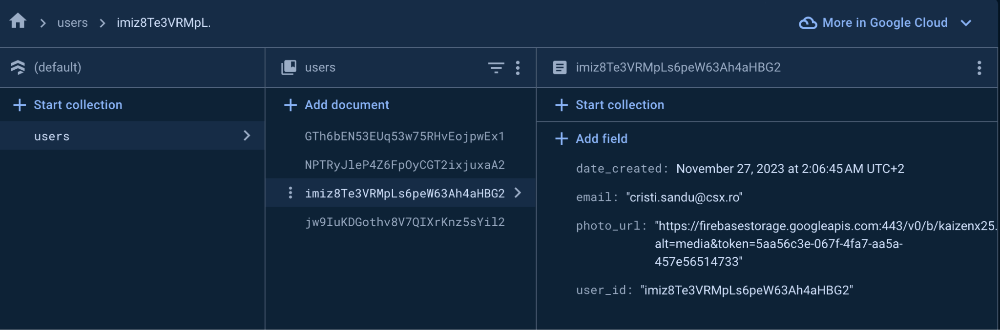 users
imiz8Te3VRMpL.
More in Google Cloud
(default)
Start collection
users
users
Add document
GTh6bEN53EUq53w75RHvEojpwEx1
NPTRyJleP4Z6FpOyCGT2ixjuxaA2
imiz8Te3VRMpLs6peW63Ah4aHBG2
jw9IuKDGothv8V7QIXrKnz5sYil2
imiz8Te3VRMpLs6peW63Ah4aHBG2
Start collection
Add field
date_created: November 27, 2023 at 2:06:45 AM UTC+2
email: "cristi.sandu@csx.ro"
photo_url: "https://firebasestorage.googleapis.com:443/v0/b/kaizenx25.
alt=media&token=5aa56c3e-067f-4fa7-aa5a-
457e56514733"
user_id: "imiz8Te3VRMpLs6peW63Ah4aHBG2"